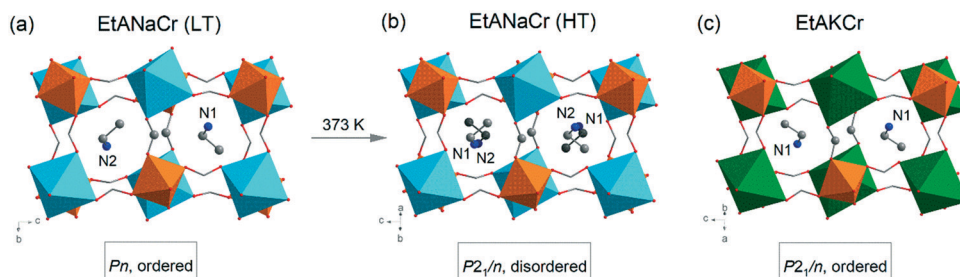 (a) EtANaCr (LT)
N1
N2
c
b
Pn, ordered
373 K
(b) EtANaCr (HT)
N2
N1
N1
N2
a
c
b
P2₁/n, disordered
(c) EtAKCr
N1
N1
b
c
a
P2₁/n, ordered